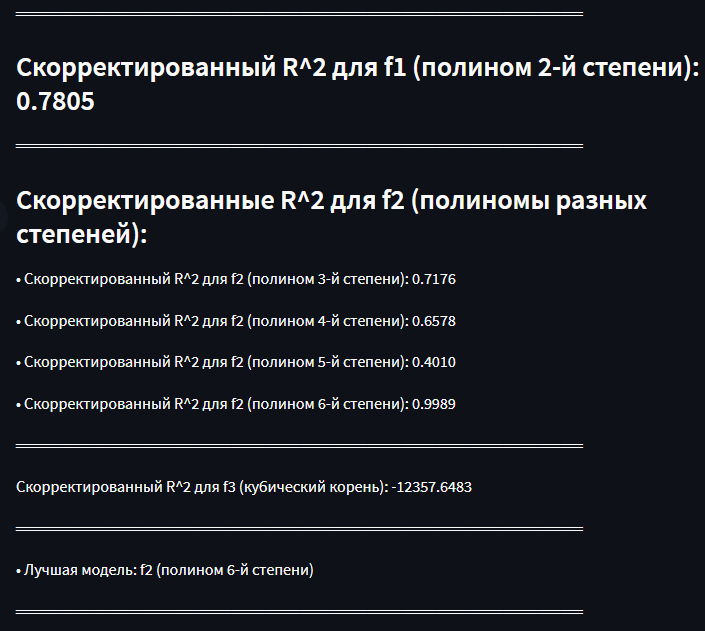 Скорректированный R^2 для f1 (полином 2-й степени):
0.7805
Скорректированные R^2 для f2 (полиномы разных
степеней):
• Скорректированный R^2 для f2 (полином 3-й степени): 0.7176
• Скорректированный R^2 для f2 (полином 4-й степени): 0.6578
• Скорректированный R^2 для f2 (полином 5-й степени): 0.4010
• Скорректированный R^2 для f2 (полином 6-й степени): 0.9989
Скорректированный R^2 для f3 (кубический корень): -12357.6483
• Лучшая модель: f2 (полином 6-й степени)